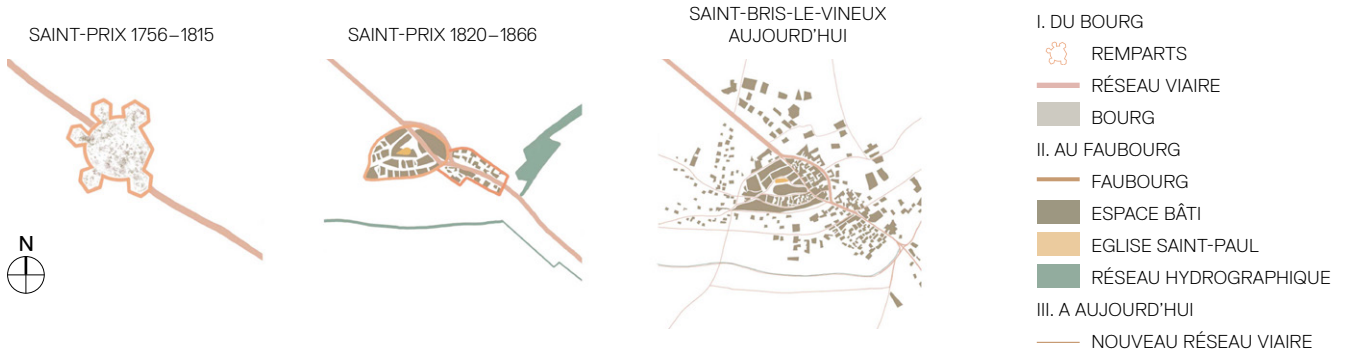 SAINT-PRIX 1756–1815
SAINT-PRIX 1820–1866
SAINT-BRIS-LE-VINEUX
AUJOURD'HUI
N
I. DU BOURG
REMPARTS
RÉSEAU VIAIRE
BOURG
II. AU FAUBOURG
FAUBOURG
ESPACE BÂTI
EGLISE SAINT-PAUL
RÉSEAU HYDROGRAPHIQUE
III. A AUJOURD'HUI
NOUVEAU RÉSEAU VIAIRE